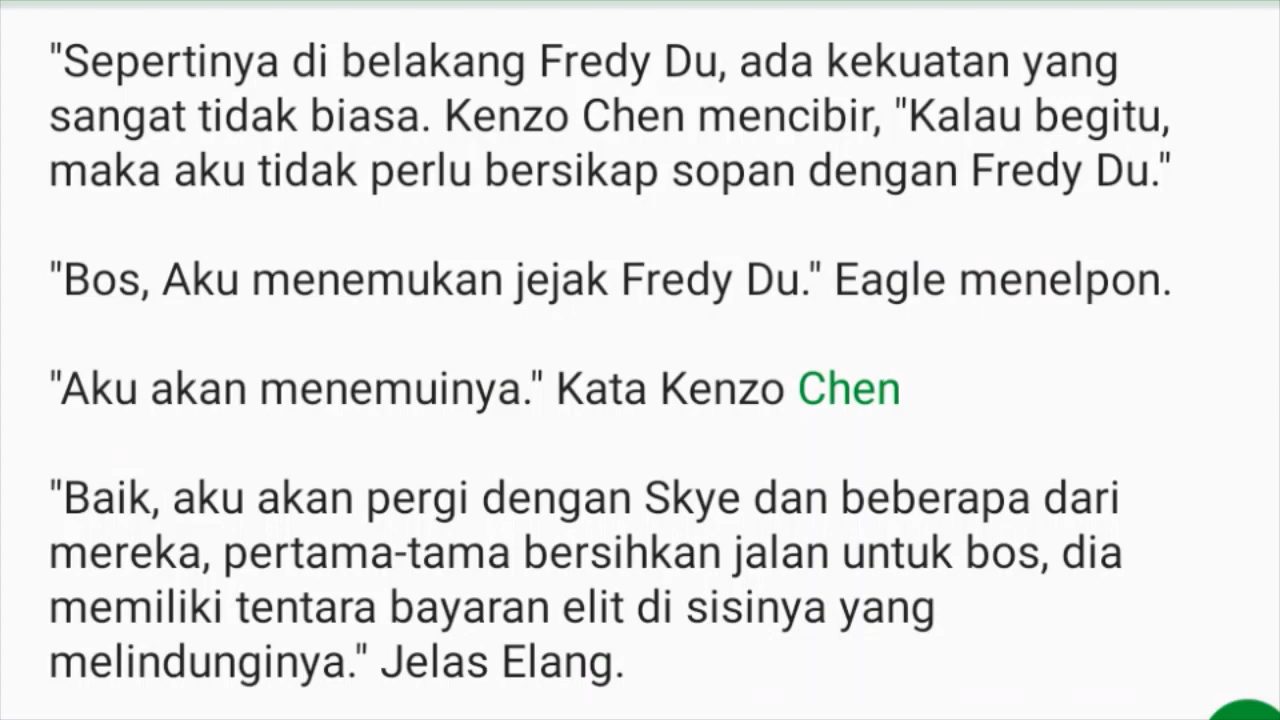 "Sepertinya di belakang Fredy Du, ada kekuatan yang
sangat tidak biasa. Kenzo Chen mencibir, "Kalau begitu,
maka aku tidak perlu bersikap sopan dengan Fredy Du."
"Bos, Aku menemukan jejak Fredy Du." Eagle menelpon.
"Aku akan menemuinya." Kata Kenzo Chen
"Baik, aku akan pergi dengan Skye dan beberapa dari
mereka, pertama-tama bersihkan jalan untuk bos, dia
memiliki tentara bayaran elit di sisinya yang
melindunginya." Jelas Elang.